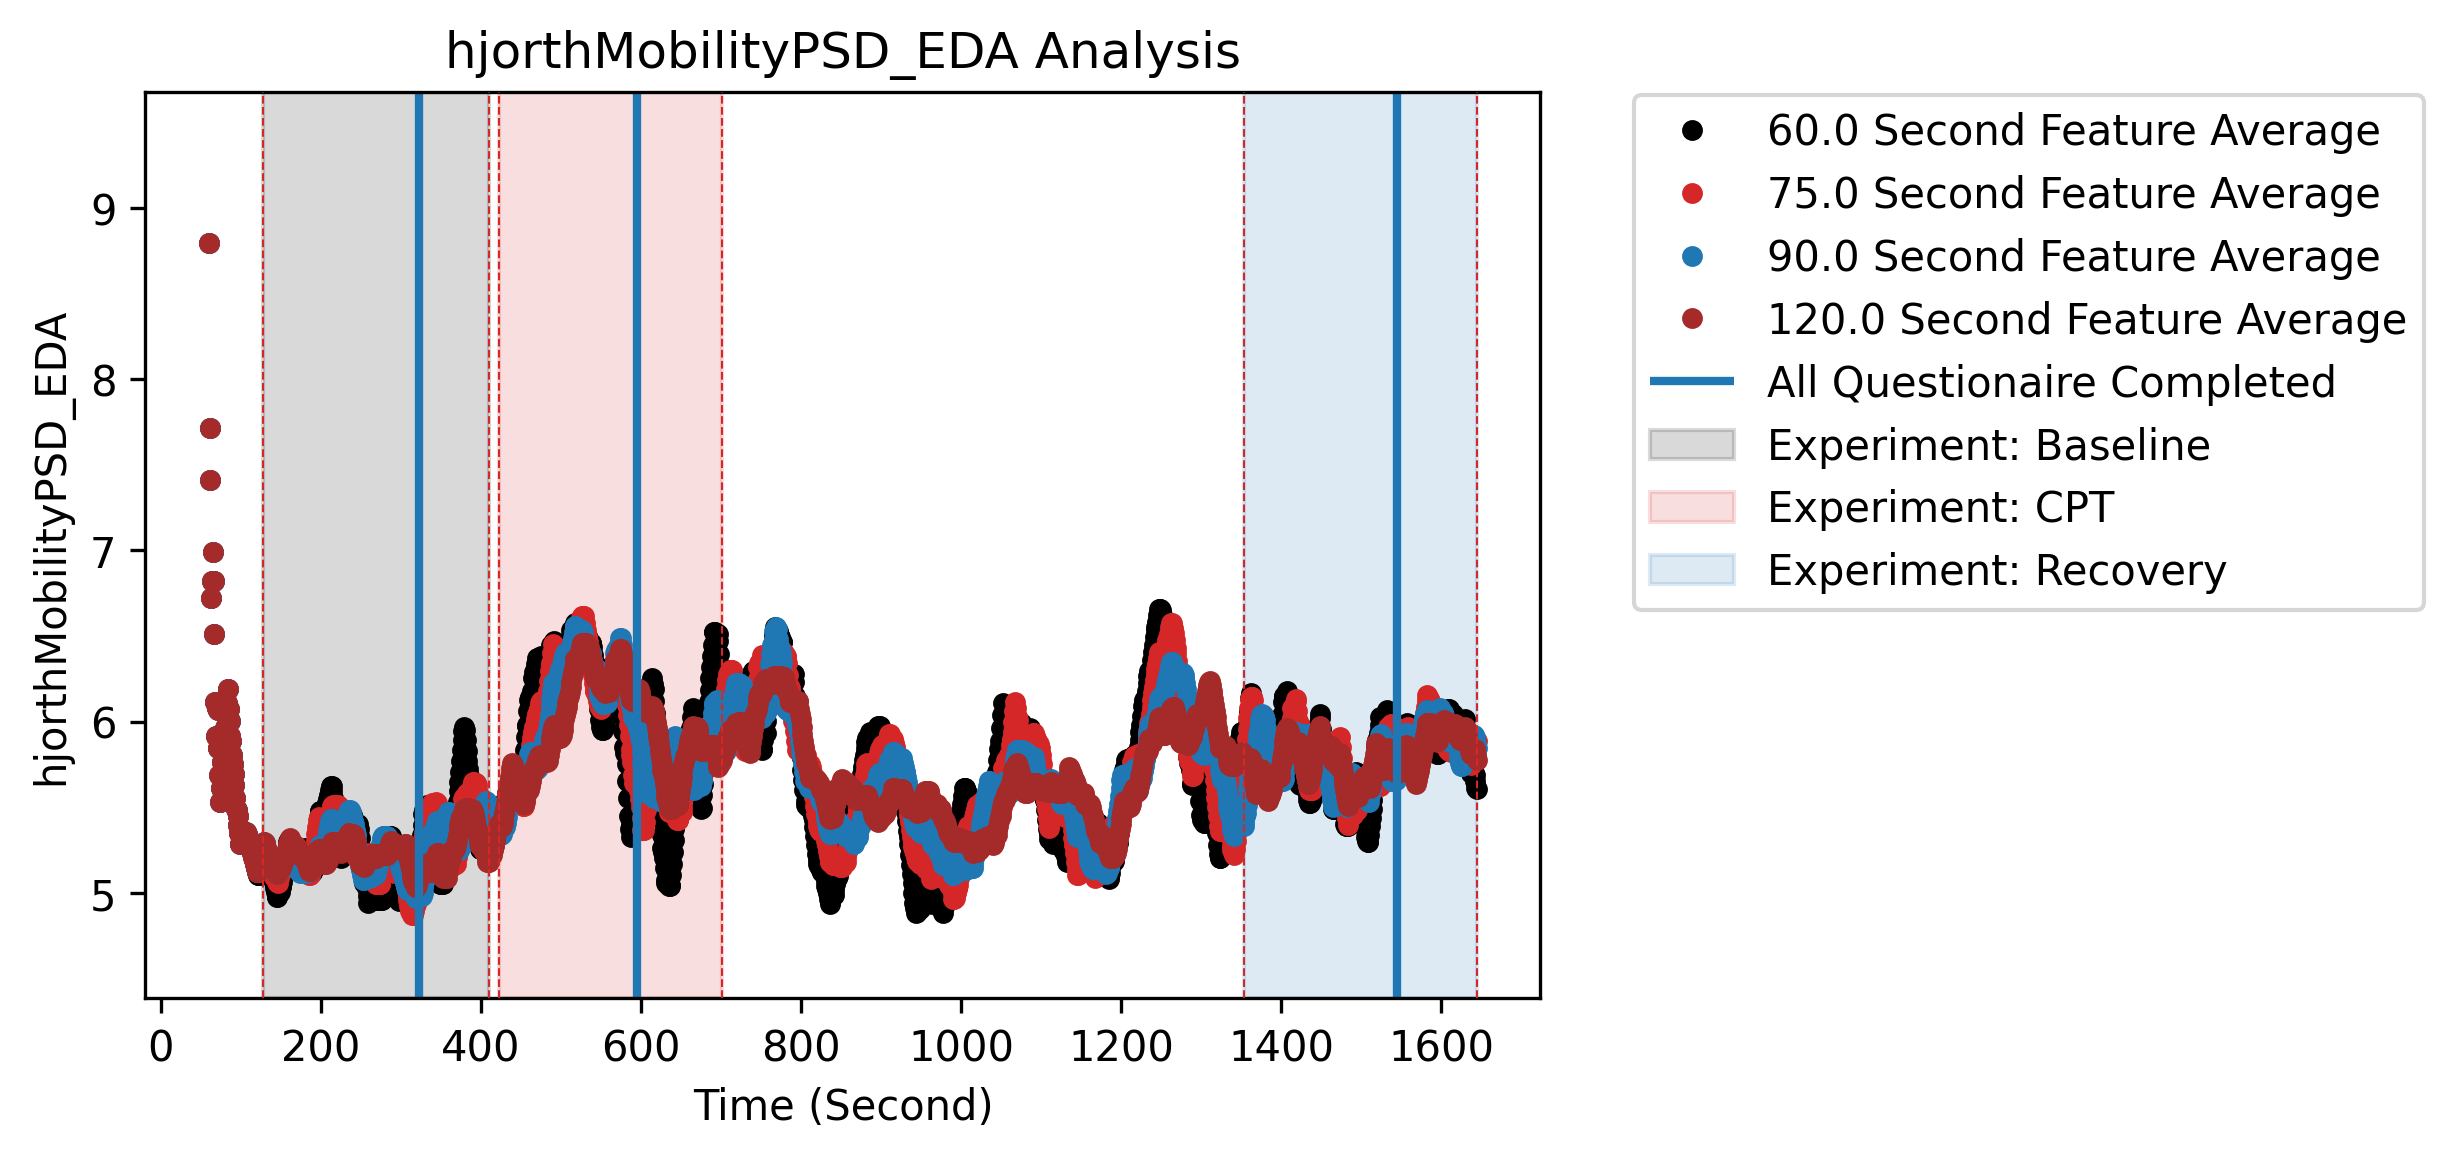 hjorthMobilityPSD_EDA Analysis
hjorthMobilityPSD_EDA
9
8
7
6
5
0 200 400 600 800 1000 1200 1400 1600
Time (Second)
60.0 Second Feature Average
75.0 Second Feature Average
90.0 Second Feature Average
120.0 Second Feature Average
All Questionaire Completed
Experiment: Baseline
Experiment: CPT
Experiment: Recovery